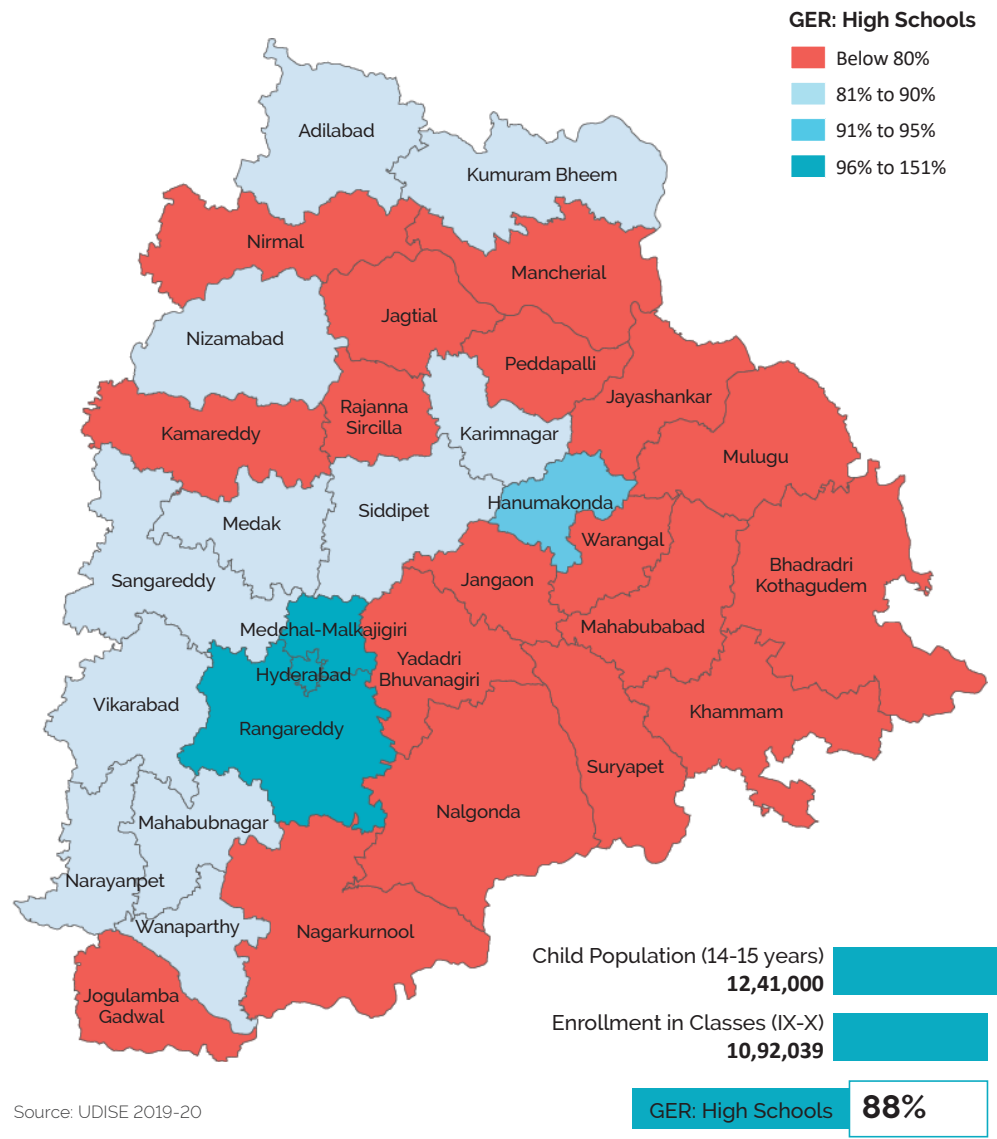 GER: High Schools
Below 80%
81% to 90%
91% to 95%
96% to 151%
Adilabad
Kumuram Bheem
Nirmal
Mancherial
Jagtial
Nizamabad
Peddapalli
Jayashankar
Rajanna
Sircilla
Kamareddy
Karimnagar
Mulugu
Hanumakonda
Siddipet
Medak
Warangal
Bhadradri
Kothagudem
Sangareddy
Jangaon
Mahabubabad
Medchal-Malkajigiri
Yadadri
Bhuvanagiri
Hyderabad
Vikarabad
Khammam
Rangareddy
Suryapet
Nalgonda
Mahabubnagar
Narayanpet
Wanaparthy
Nagarkurnool
Jogulamba
Gadwal
Child Population (14-15 years)
12,41,000
Enrollment in Classes (IX-X)
10,92,039
GER: High Schools 88%
Source: UDISE 2019-20